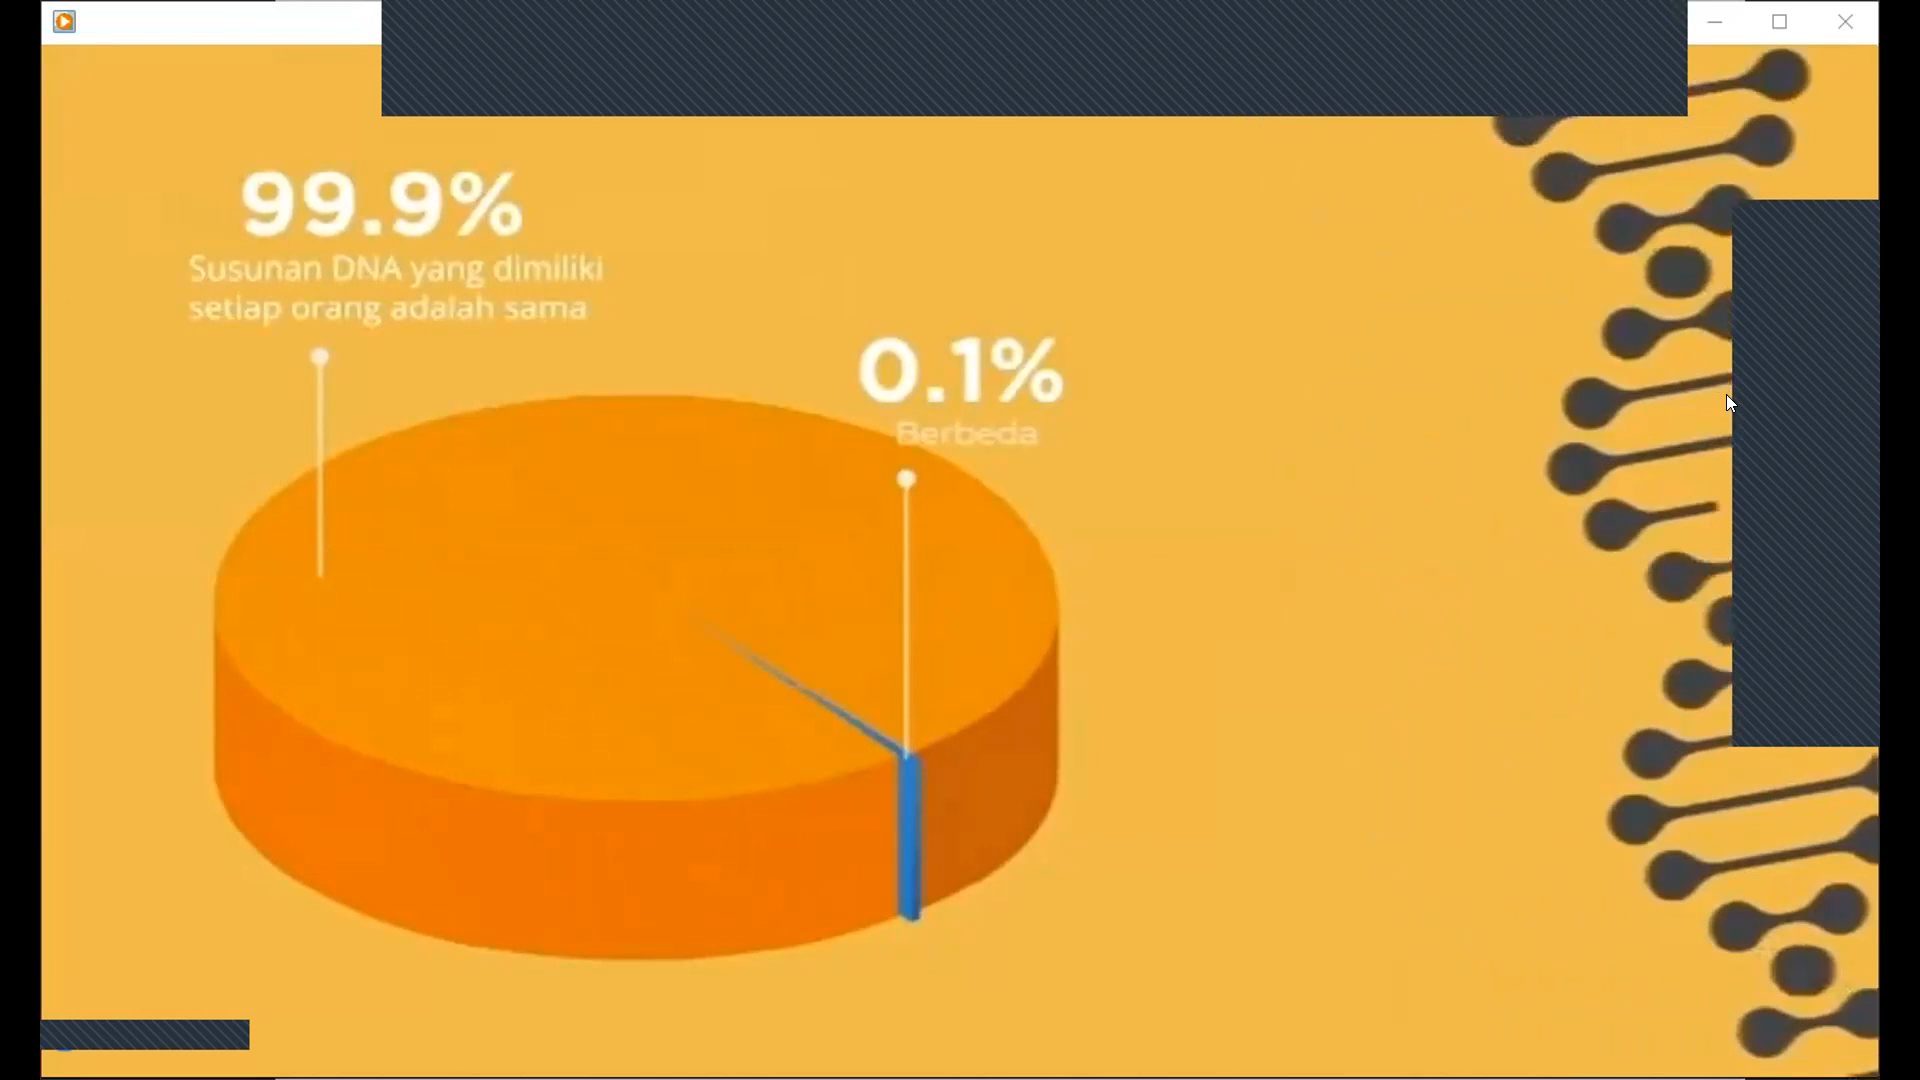 99.9%
Susunan DNA yang dimiliki
setiap orang adalah sama
0.1%
Berbeda